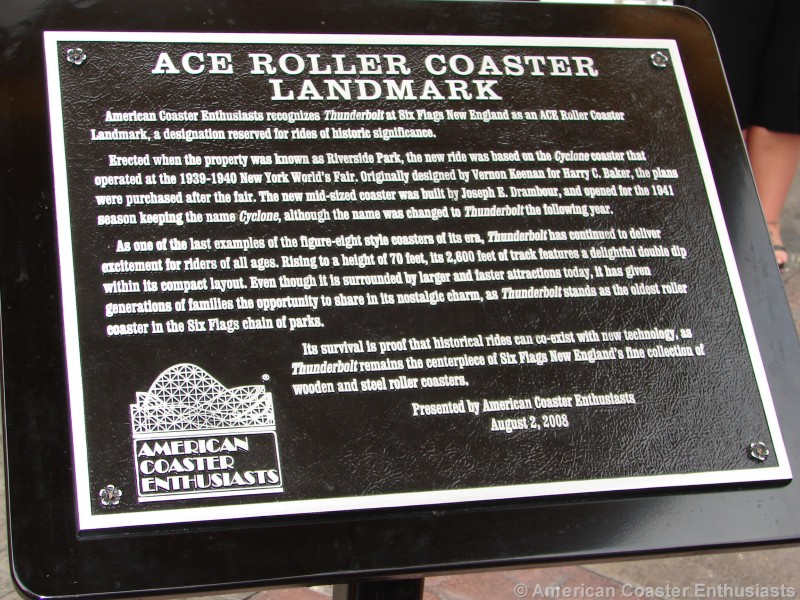 ACE ROLLER COASTER
LANDMARK
American Coaster Enthusiasts recognizes Thunderbolt at Six Flags New England as an ACE Roller Coaster
Landmark, a designation reserved for rides of historic significance.
Erected when the property was known as Riverside Park, the new ride was based on the Cyclone coaster that
operated at the 1939-1940 New York World's Fair. Originally designed by Vernon Keenan for Harry C. Baker, the plans
were purchased after the fair. The new mid-sized coaster was built by Joseph E. Drambour, and opened for the 1941
season keeping the name Cyclone, although the name was changed to Thunderbolt the following year.
As one of the last examples of the figure-eight style coasters of its era, Thunderbolt has continued to deliver
excitement for riders of all ages. Rising to a height of 70 feet, its 2,600 feet of track features a delightful double dip
within its compact layout. Even though it is surrounded by larger and faster attractions today, it has given
generations of families the opportunity to share in its nostalgic charm, as Thunderbolt stands as the oldest roller
coaster in the Six Flags chain of parks.
Its survival is proof that historical rides can co-exist with new technology, as
Thunderbolt remains the centerpiece of Six Flags New England's fine collection of
wooden and steel roller coasters.
Presented by American Coaster Enthusiasts
August 2, 2008
®
AMERICAN
COASTER
ENTHUSIASTS
© American Coaster Enthusiasts